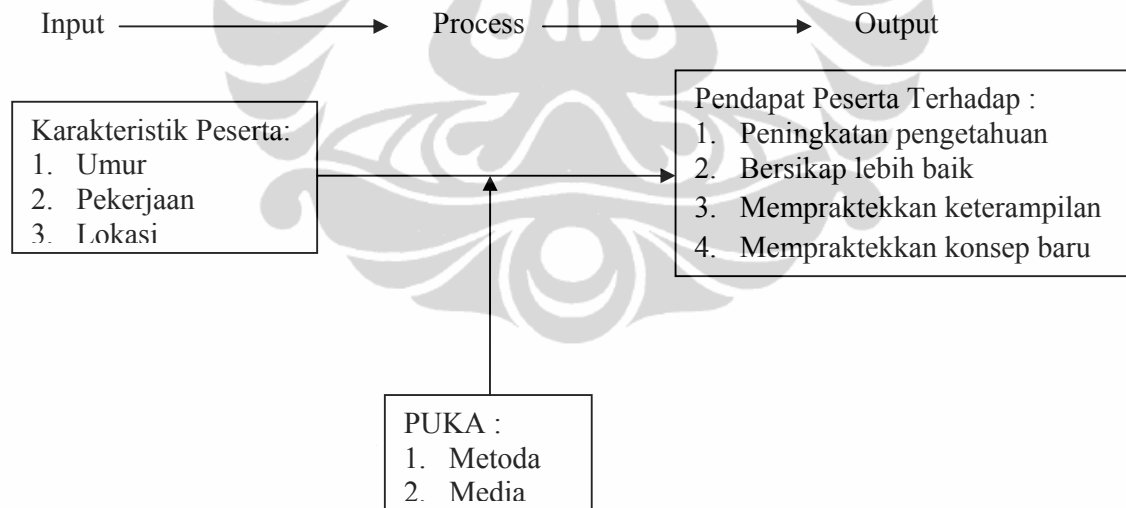 Input Process Output
Pendapat Peserta Terhadap :
1. Peningkatan pengetahuan
2. Bersikap lebih baik
3. Mempraktekkan keterampilan
4. Mempraktekkan konsep baru
Karakteristik Peserta:
1. Umur
2. Pekerjaan
3. Lokasi
PUKA :
1. Metoda
2. Media